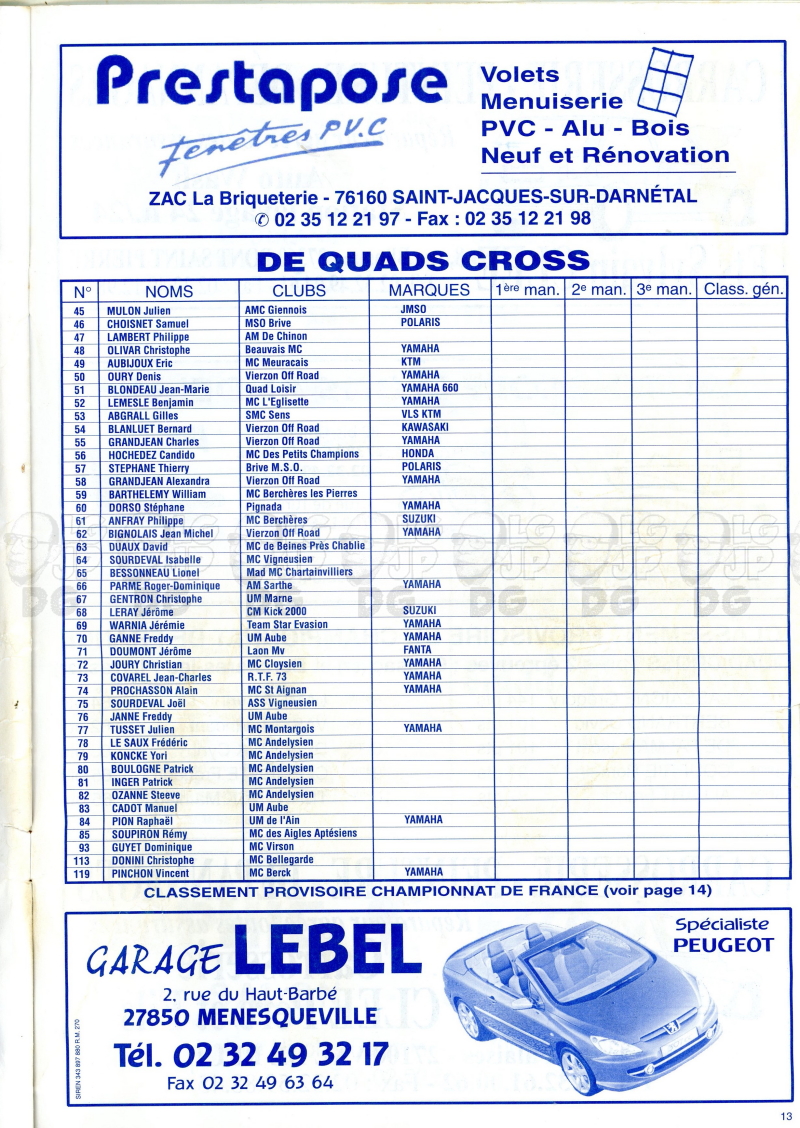 Prestapose
fenêtres P.V.C
Volets
Menuiserie
PVC - Alu - Bois
Neuf et Rénovation
ZAC La Briqueterie - 76160 SAINT-JACQUES-SUR-DARNÉTAL
✆ 02 35 12 21 97 - Fax : 02 35 12 21 98
DE QUADS CROSS
N° NOMS CLUBS MARQUES 1ère man. 2e man. 3e man. Class. gén.
45 MULON Julien AMC Giennois JMSO
46 CHOISNET Samuel MSO Brive POLARIS
47 LAMBERT Philippe AM De Chinon
48 OLIVAR Christophe Beauvais MC YAMAHA
49 AUBIJOUX Eric MC Meuracais KTM
50 OURY Denis Vierzon Off Road YAMAHA
51 BLONDEAU Jean-Marie Quad Loisir YAMAHA 660
52 LEMESLE Benjamin MC L'Eglisette YAMAHA
53 ABGRALL Gilles SMC Sens VLS KTM
54 BLANLUET Bernard Vierzon Off Road KAWASAKI
55 GRANDJEAN Charles Vierzon Off Road YAMAHA
56 HOCHEDEZ Candido MC Des Petits Champions HONDA
57 STEPHANE Thierry Brive M.S.O. POLARIS
58 GRANDJEAN Alexandra Vierzon Off Road YAMAHA
59 BARTHELEMY William MC Berchères les Pierres
60 DORSO Stéphane Pignada YAMAHA
61 ANFRAY Philippe MC Berchères SUZUKI
62 BIGNOLAIS Jean Michel Vierzon Off Road YAMAHA
63 DUAUX David MC de Beines Près Chablie
64 SOURDEVAL Isabelle MC Vigneusien
65 BESSONNEAU Lionel Mad MC Chartainvilliers
66 PARME Roger-Dominique AM Sarthe YAMAHA
67 GENTRON Christophe UM Marne
68 LERAY Jérôme CM Kick 2000 SUZUKI
69 WARNIA Jérémie Team Star Evasion YAMAHA
70 GANNE Freddy UM Aube YAMAHA
71 DOUMONT Jérôme Laon Mv FANTA
72 JOURY Christian MC Cloysien YAMAHA
73 COVAREL Jean-Charles R.T.F. 73 YAMAHA
74 PROCHASSON Alain MC St Aignan YAMAHA
75 SOURDEVAL Joël ASS Vigneusien
76 JANNE Freddy UM Aube
77 TUSSET Julien MC Montargois YAMAHA
78 LE SAUX Frédéric MC Andelysien
79 KONCKE Yori MC Andelysien
80 BOULOGNE Patrick MC Andelysien
81 INGER Patrick MC Andelysien
82 OZANNE Steeve MC Andelysien
83 CADOT Manuel UM Aube
84 PION Raphaël UM de l'Ain YAMAHA
85 SOUPIRON Rémy MC des Aigles Aptésiens
93 GUYET Dominique MC Virson
113 DONINI Christophe MC Bellegarde
119 PINCHON Vincent MC Berck YAMAHA
CLASSEMENT PROVISOIRE CHAMPIONNAT DE FRANCE (voir page 14)
GARAGE LEBEL
2, rue du Haut-Barbé
27850 MENESQUEVILLE
Tél. 02 32 49 32 17
Fax 02 32 49 63 64
Spécialiste
PEUGEOT
SIREN 343 897 880 R.M. 270
13
LG JP DG